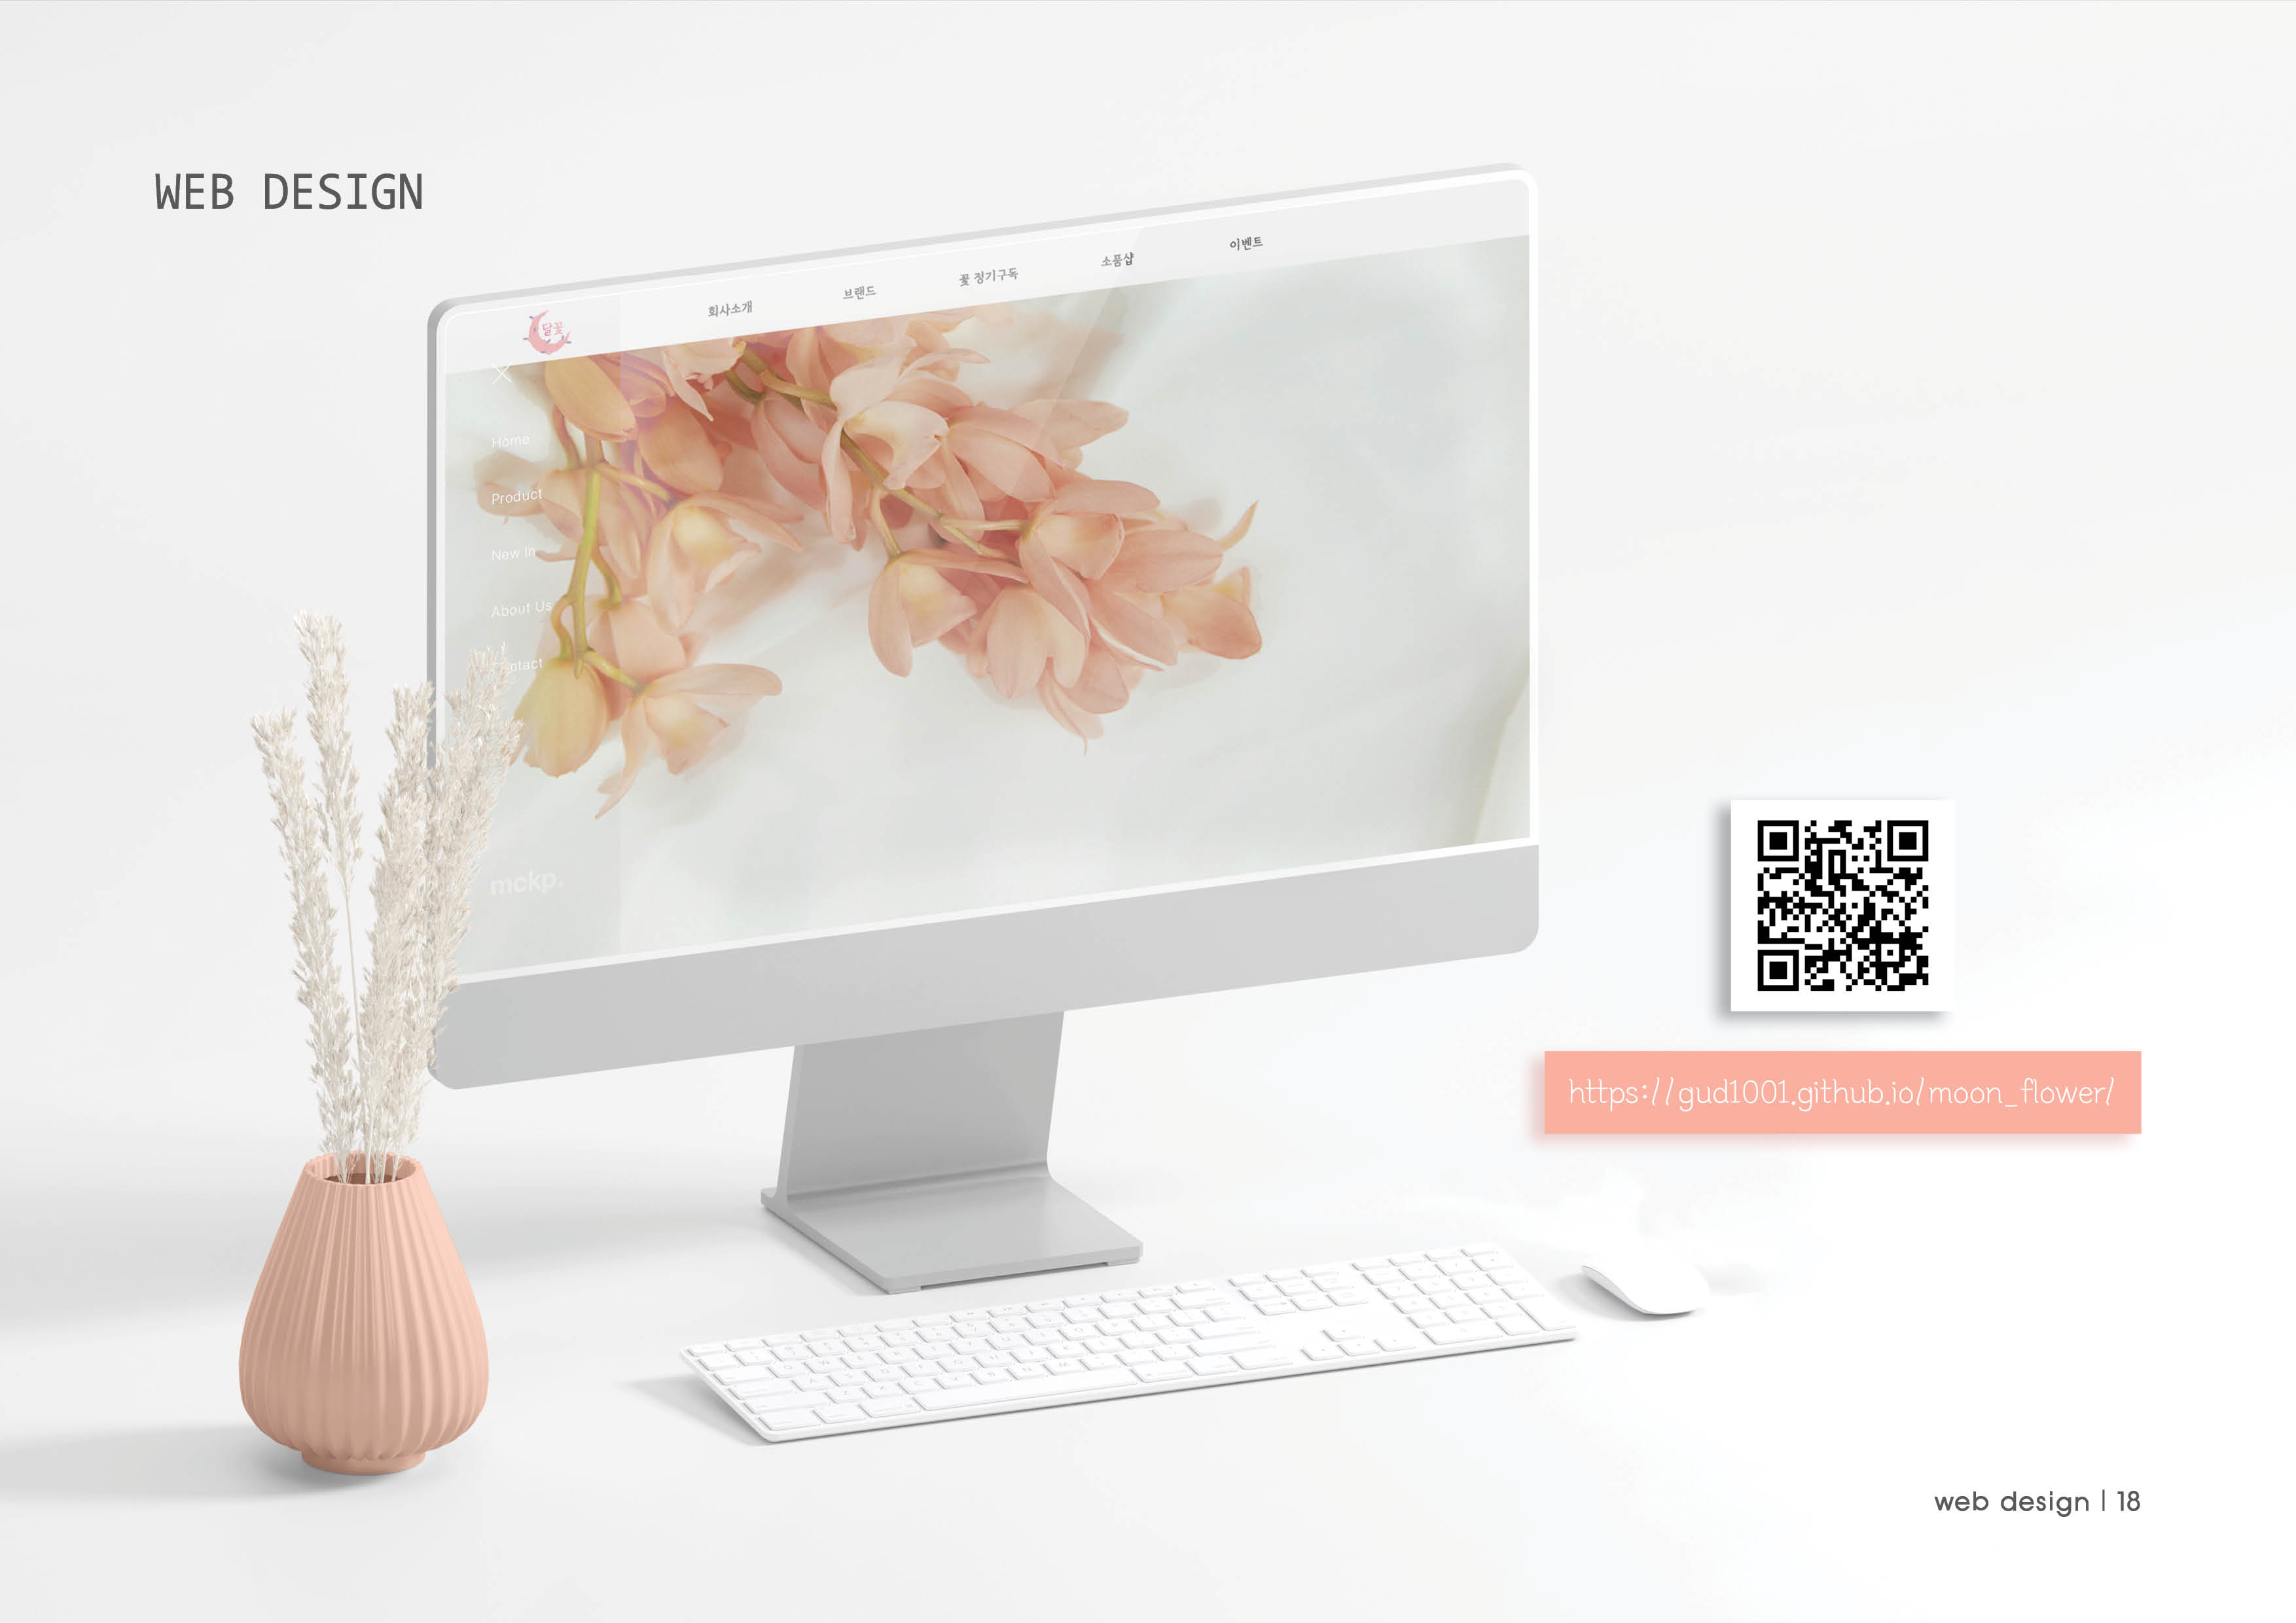 WEB DESIGN
달꽃
회사소개
브랜드
꽃 정기구독
소품샵
이벤트
Home
Product
New In
About Us
Contact
mckp.
https://gud1001.github.io/moon_flower/
web design | 18